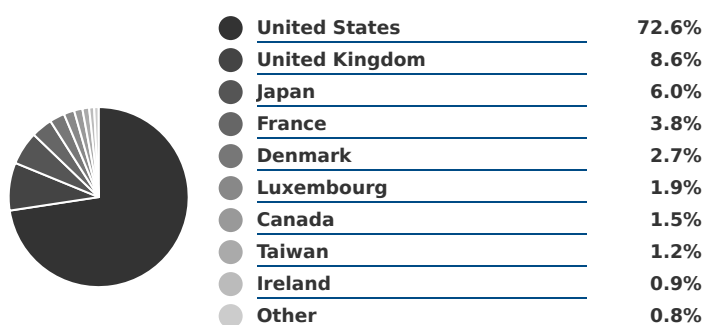 United States 72.6%
United Kingdom 8.6%
Japan 6.0%
France 3.8%
Denmark 2.7%
Luxembourg 1.9%
Canada 1.5%
Taiwan 1.2%
Ireland 0.9%
Other 0.8%